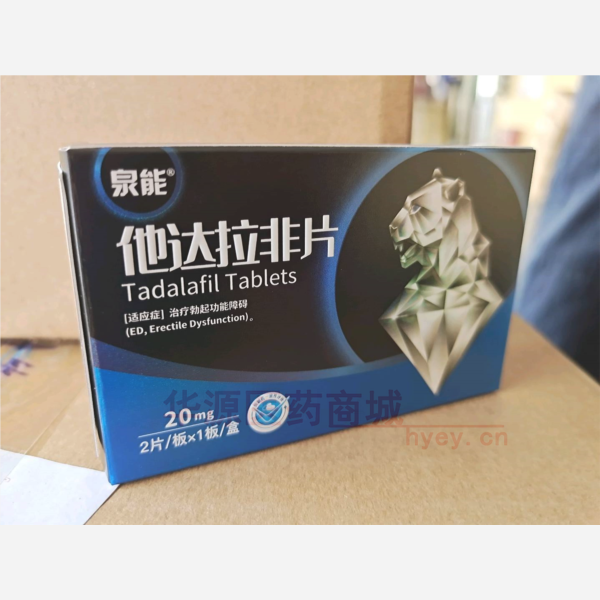 泉能®
他达拉非片
Tadalafil Tablets
[适应症] 治疗勃起功能障碍
(ED, Erectile Dysfunction)。
20mg
2片/板×1板/盒
华源医药商城
hyey.cn